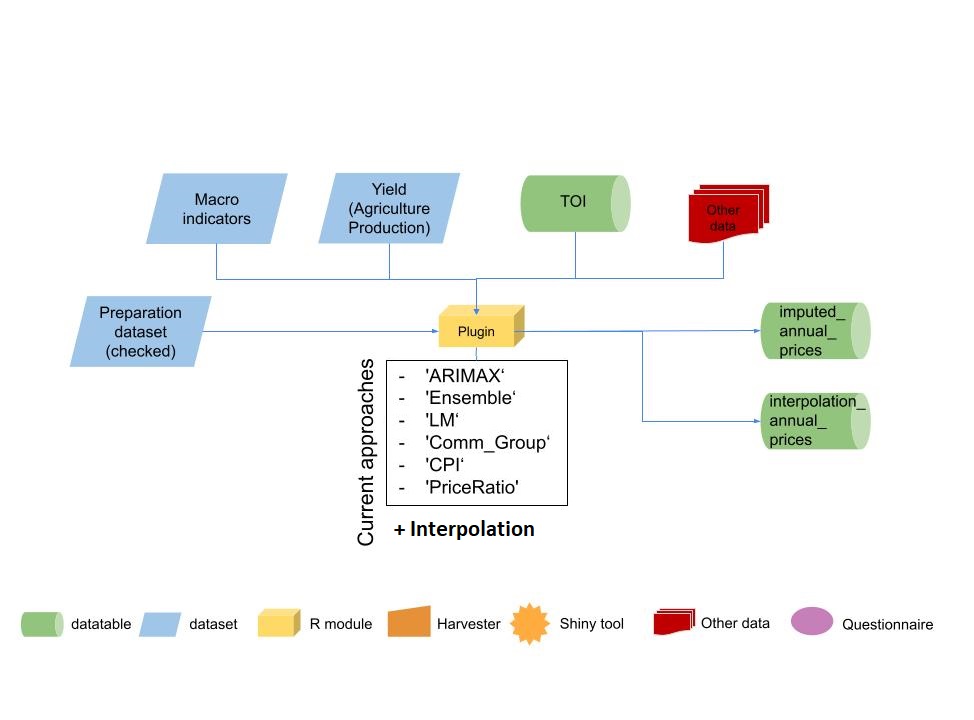 Macro
indicators
Yield
(Agriculture
Production)
TOI
Other
data
Preparation
dataset
(checked)
Plugin
imputed_
annual_
prices
interpolation_
annual_
prices
Current approaches
- 'ARIMAX‘
- 'Ensemble‘
- 'LM‘
- 'Comm_Group‘
- 'CPI‘
- 'PriceRatio'
+ Interpolation
datatable
dataset
R module
Harvester
Shiny tool
Other data
Questionnaire